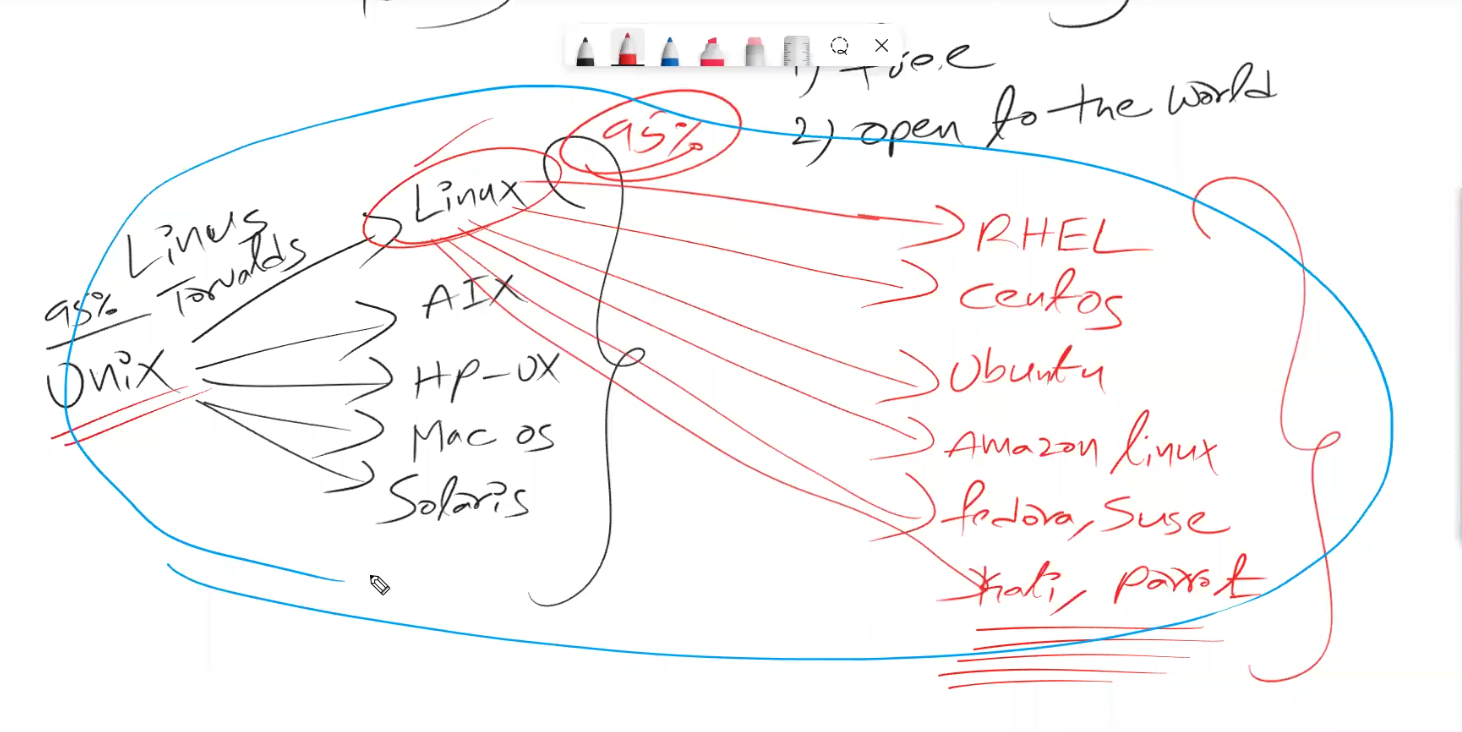 1) free
2) open to the world
95%
Linux
Linus
Torvalds
95%
Unix
AIX
HP-UX
Mac os
Solaris
RHEL
Centos
Ubuntu
Amazon linux
fedora, Suse
kali, parrot